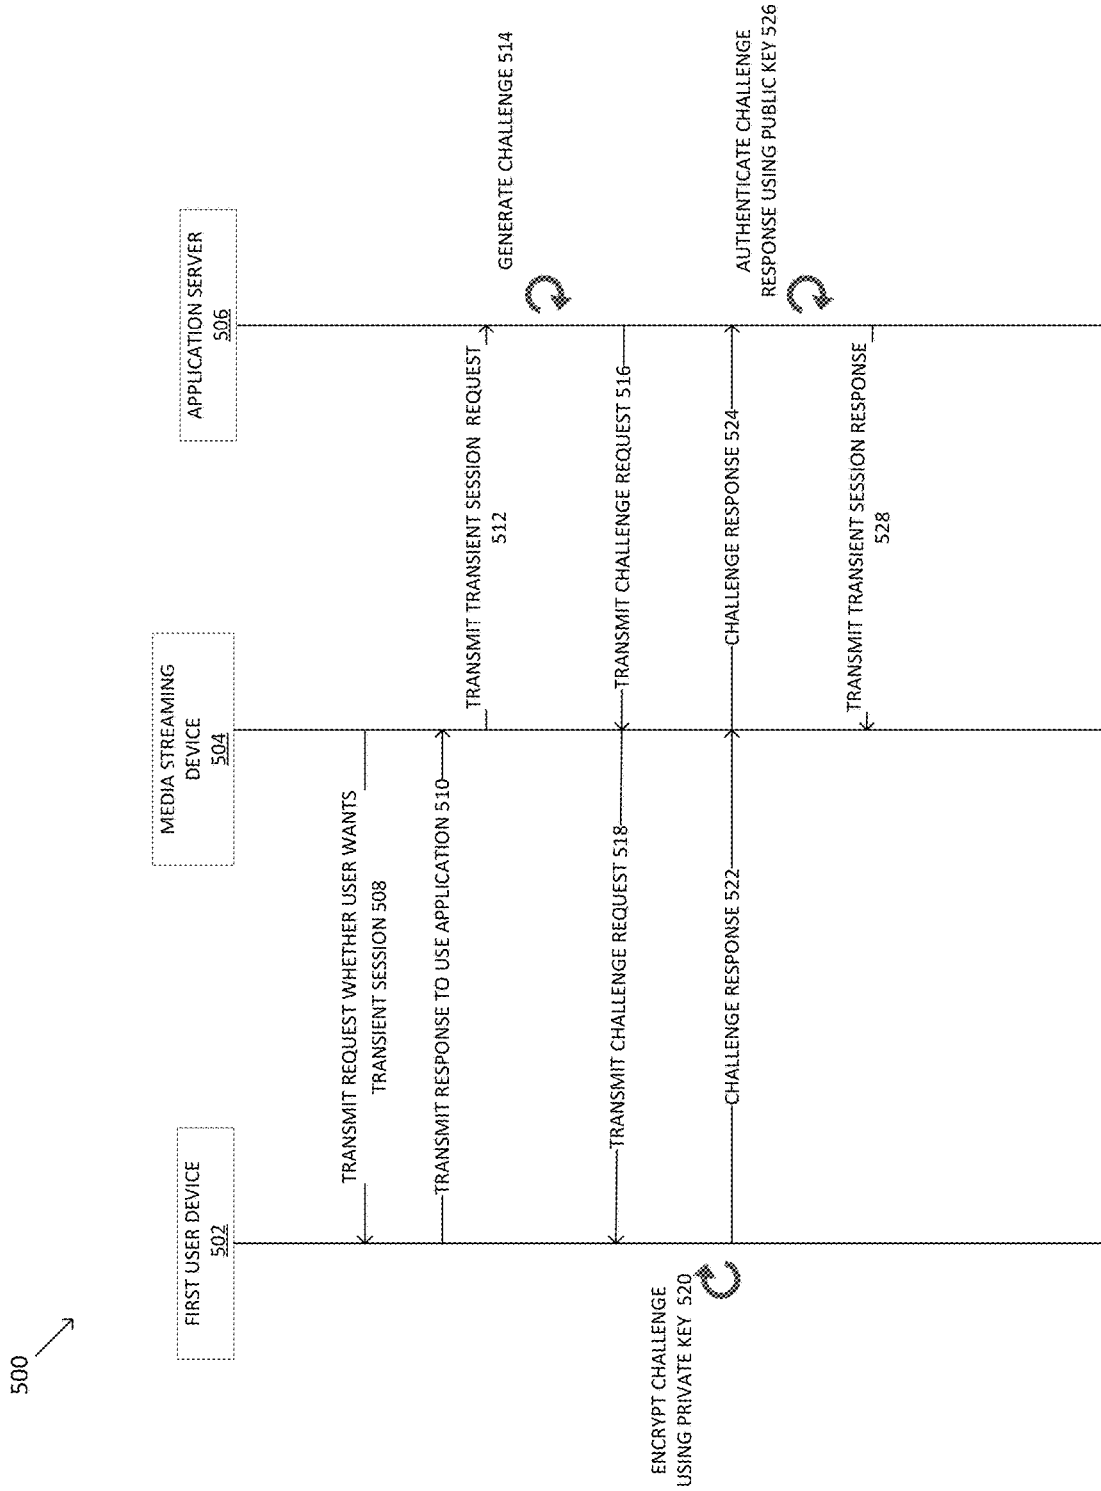 500
FIRST USER DEVICE
502
MEDIA STREAMING
DEVICE
504
APPLICATION SERVER
506
TRANSMIT REQUEST WHETHER USER WANTS
TRANSIENT SESSION 508
TRANSMIT RESPONSE TO USE APPLICATION 510
TRANSMIT TRANSIENT SESSION REQUEST
512
GENERATE CHALLENGE 514
TRANSMIT CHALLENGE REQUEST 516
TRANSMIT CHALLENGE REQUEST 518
ENCRYPT CHALLENGE
USING PRIVATE KEY 520
CHALLENGE RESPONSE 522
CHALLENGE RESPONSE 524
AUTHENTICATE CHALLENGE
RESPONSE USING PUBLIC KEY 526
TRANSMIT TRANSIENT SESSION RESPONSE
528